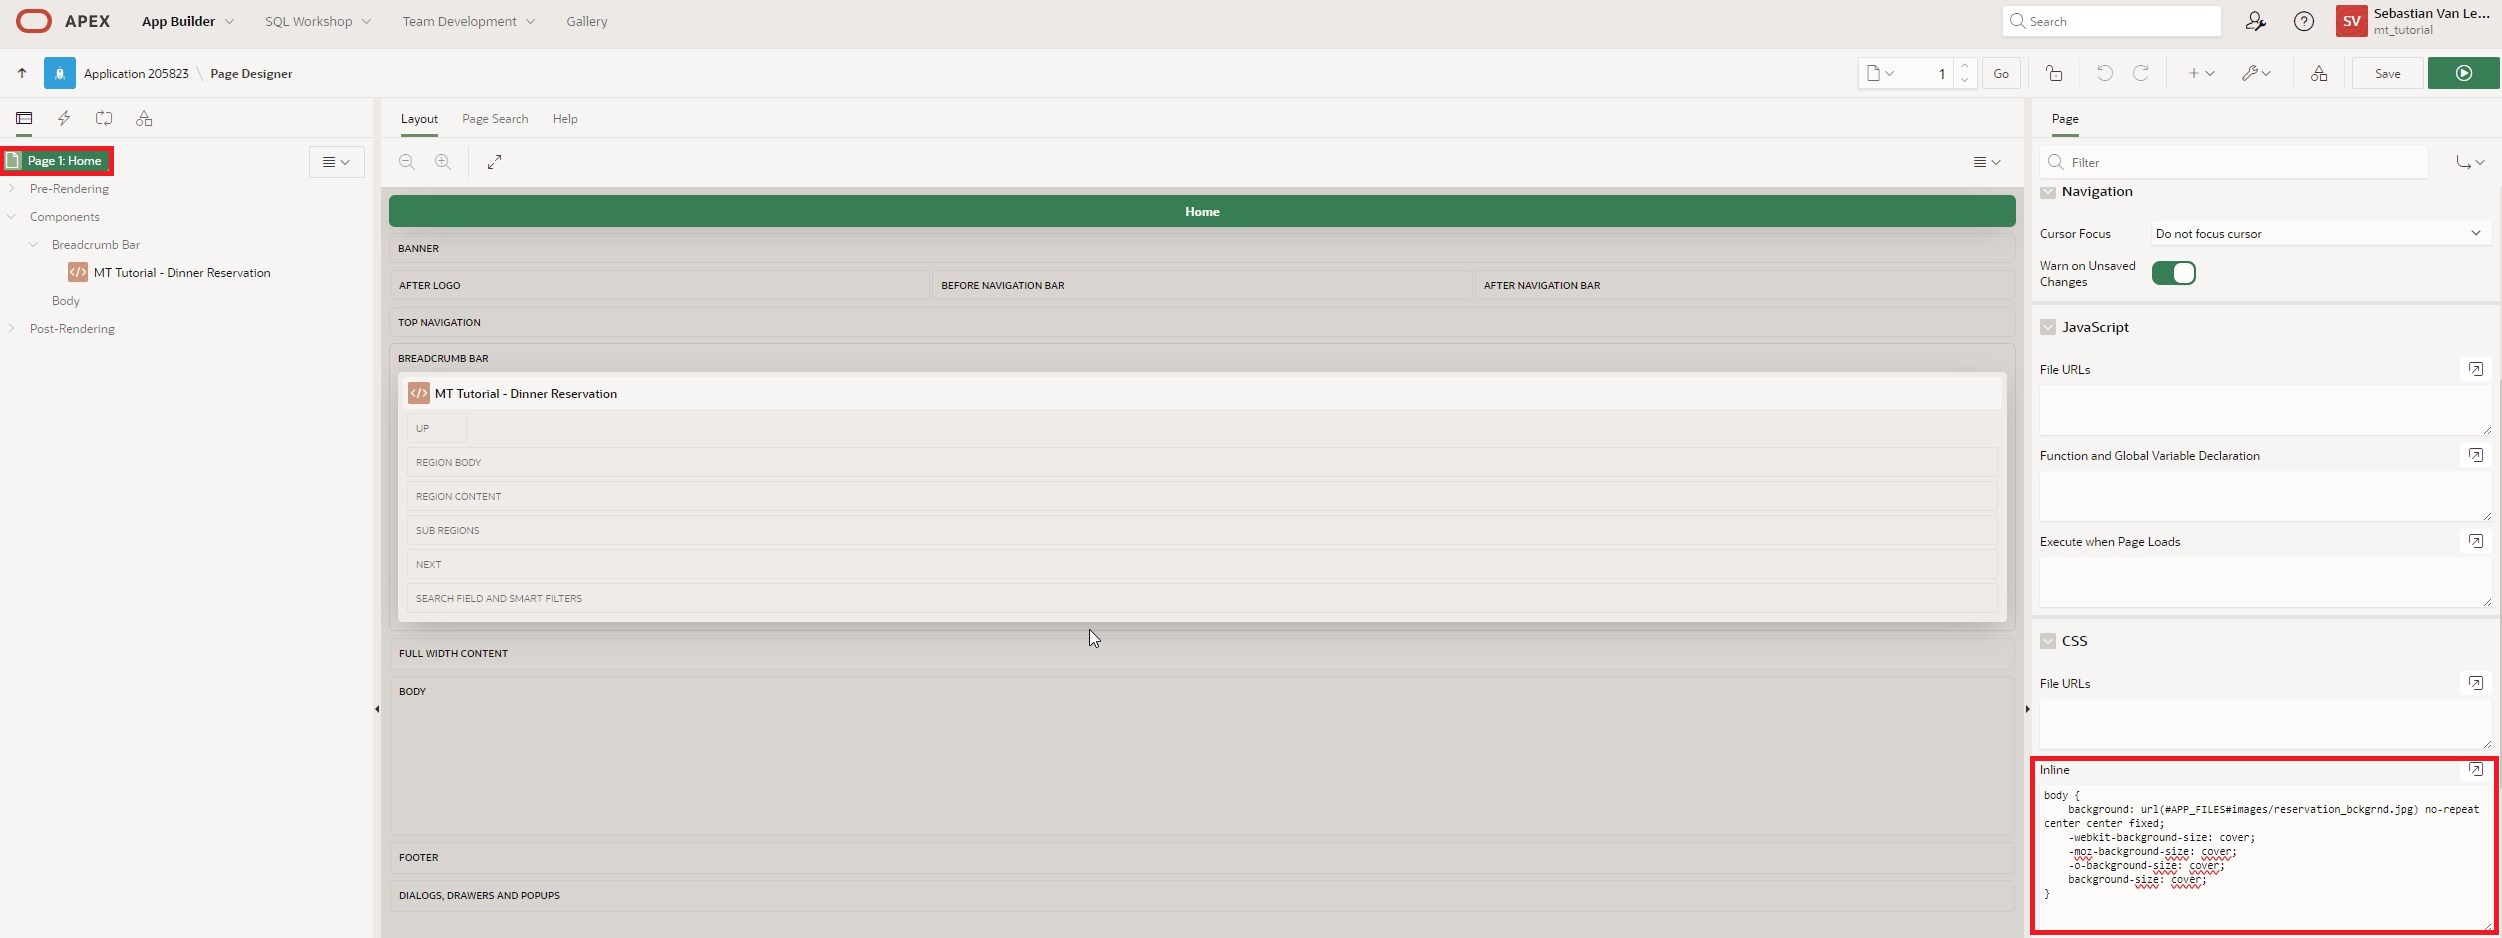 APEX
App Builder
SQL Workshop
Team Development
Gallery
Search
SV
Sebastian Van Le...
mt_tutorial
Application 205823 \ Page Designer
1
Go
Save
Layout
Page Search
Help
Page
Page 1: Home
Pre-Rendering
Components
Breadcrumb Bar
MT Tutorial - Dinner Reservation
Body
Post-Rendering
Home
BANNER
AFTER LOGO
BEFORE NAVIGATION BAR
AFTER NAVIGATION BAR
TOP NAVIGATION
BREADCRUMB BAR
MT Tutorial - Dinner Reservation
UP
REGION BODY
REGION CONTENT
SUB REGIONS
NEXT
SEARCH FIELD AND SMART FILTERS
FULL WIDTH CONTENT
BODY
FOOTER
DIALOGS, DRAWERS AND POPUPS
Filter
Navigation
Cursor Focus
Do not focus cursor
Warn on Unsaved
Changes
JavaScript
File URLs
Function and Global Variable Declaration
Execute when Page Loads
CSS
File URLs
Inline
body {
    background: url(#APP_FILES#images/reservation_bckgrnd.jpg) no-repeat
center center fixed;
    -webkit-background-size: cover;
    -moz-background-size: cover;
    -o-background-size: cover;
    background-size: cover;
}